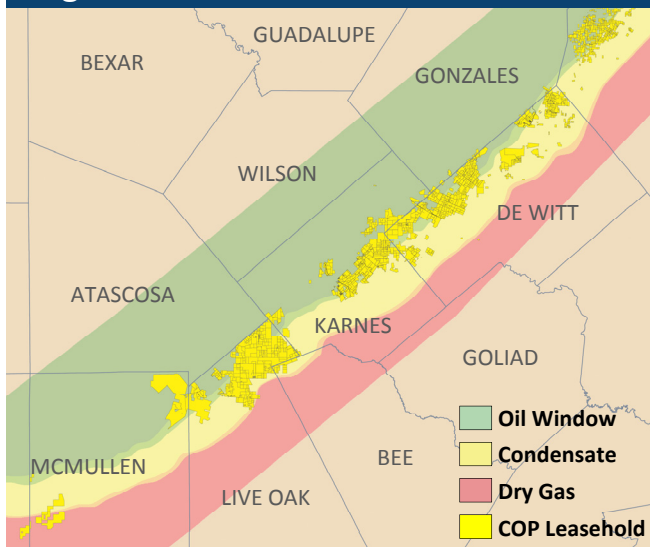 GUADALUPE
BEXAR
GONZALES
WILSON
DE WITT
ATASCOSA
KARNES
GOLIAD
Oil Window
Condensate
BEE
MCMULLEN
Dry Gas
LIVE OAK
COP Leasehold